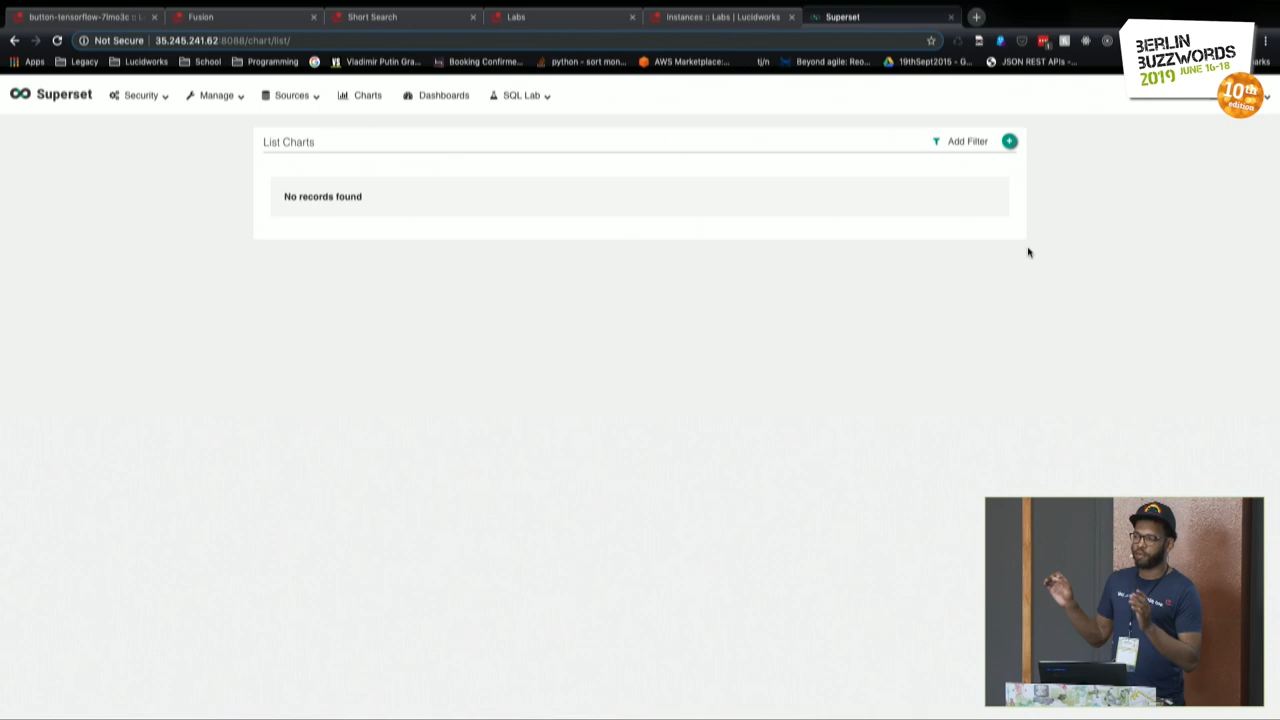 button-tensorflow-7lmo3c :: L
Fusion
Short Search
Labs
Instances :: Labs | Lucidworks
Superset
Not Secure
35.245.241.62:8088/chart/list/
Apps
Legacy
Lucidworks
School
Programming
Vladimir Putin Gra...
Booking Confirme...
python - sort mon...
AWS Marketplace:...
tj/n
Beyond agile: Reo...
19thSept2015 - G...
JSON REST APIs -...
BERLIN
BUZZWORDS
2019 JUNE 16-18
10th
edition
Superset
Security
Manage
Sources
Charts
Dashboards
SQL Lab
List Charts
Add Filter
No records found